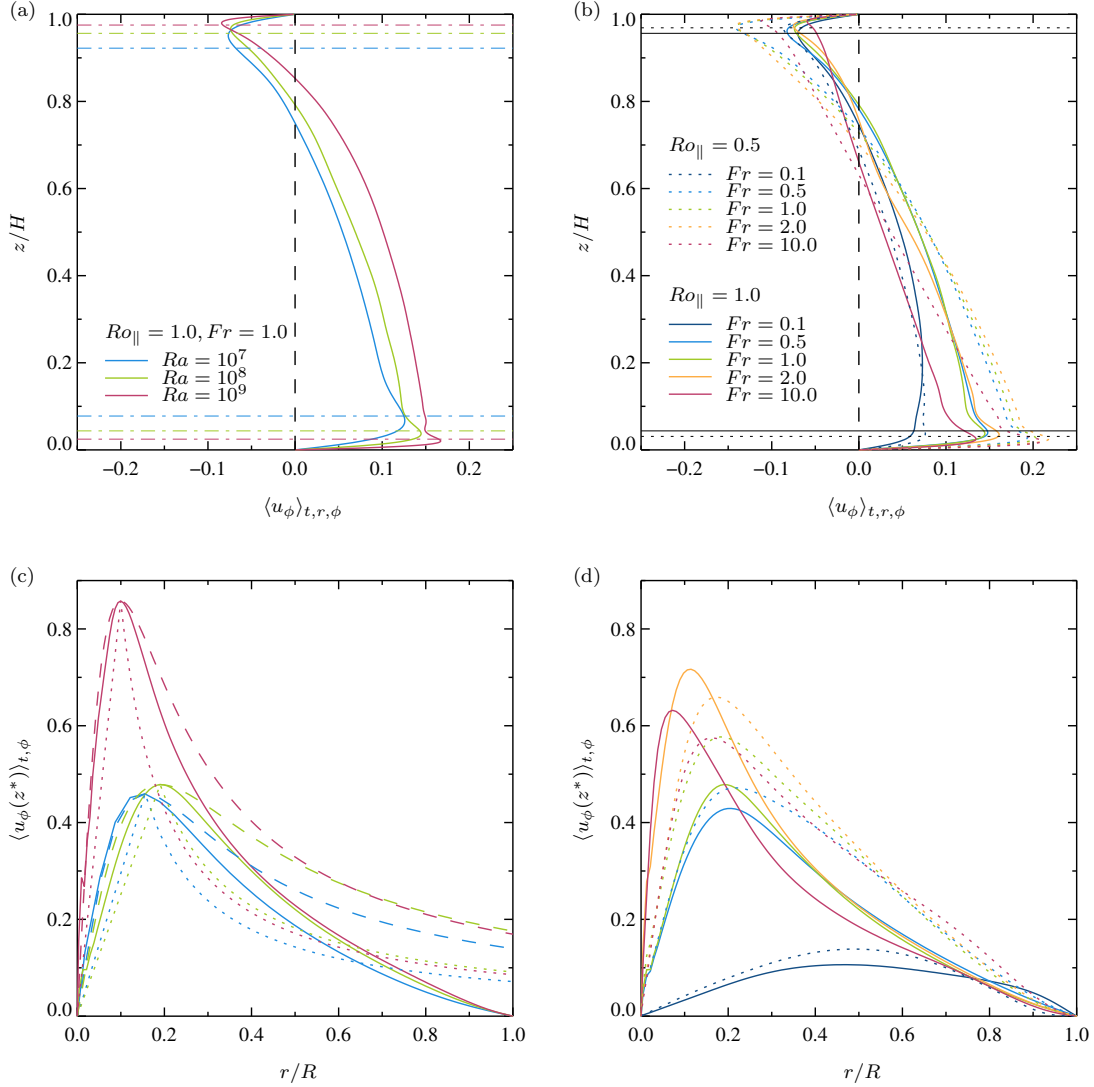 (a)
1.0
0.8
0.6
0.4
0.2
0.0
z/H
Ro∥ = 1.0, Fr = 1.0
Ra = 10⁷
Ra = 10⁸
Ra = 10⁹
−0.2 −0.1 0.0 0.1 0.2
⟨u_ϕ⟩_{t,r,ϕ}
(b)
1.0
0.8
0.6
0.4
0.2
0.0
z/H
Ro∥ = 0.5
Fr = 0.1
Fr = 0.5
Fr = 1.0
Fr = 2.0
Fr = 10.0
Ro∥ = 1.0
Fr = 0.1
Fr = 0.5
Fr = 1.0
Fr = 2.0
Fr = 10.0
−0.2 −0.1 0.0 0.1 0.2
⟨u_ϕ⟩_{t,r,ϕ}
(c)
0.8
0.6
0.4
0.2
0.0
⟨u_ϕ(z*)⟩_{t,ϕ}
0.0 0.2 0.4 0.6 0.8 1.0
r/R
(d)
0.8
0.6
0.4
0.2
0.0
⟨u_ϕ(z*)⟩_{t,ϕ}
0.0 0.2 0.4 0.6 0.8 1.0
r/R